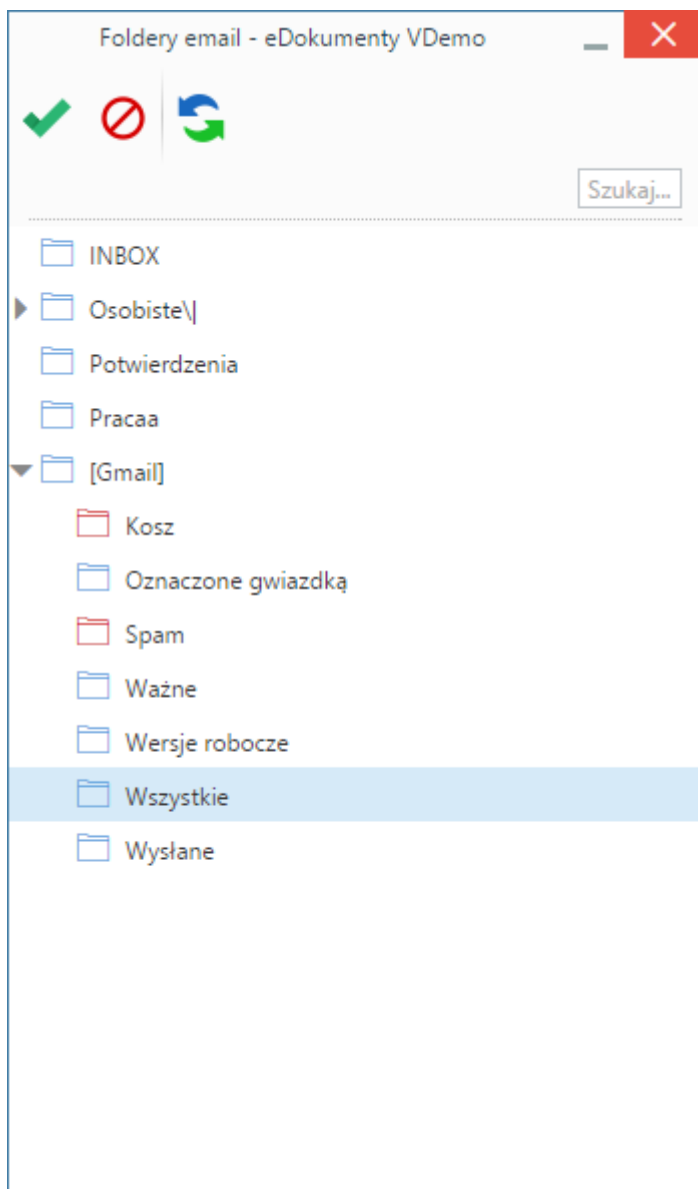 Foldery email - eDokumenty VDemo
Szukaj...
INBOX
Osobiste\|
Potwierdzenia
Pracaa
[Gmail]
Kosz
Oznaczone gwiazdką
Spam
Ważne
Wersje robocze
Wszystkie
Wysłane